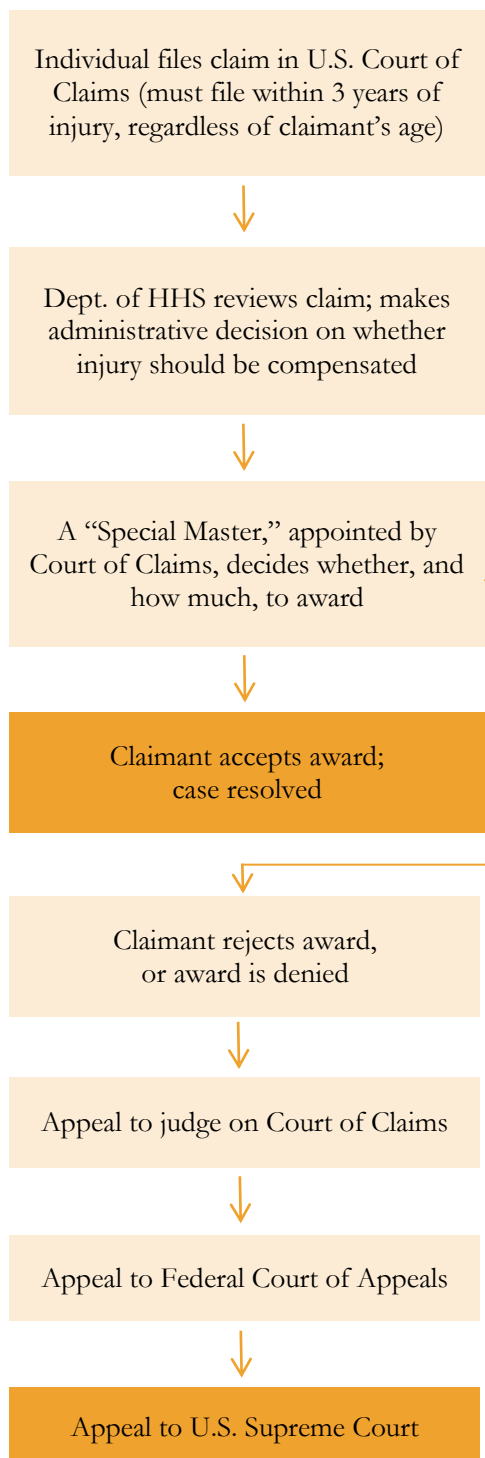 Individual files claim in U.S. Court of
Claims (must file within 3 years of
injury, regardless of claimant’s age)
Dept. of HHS reviews claim; makes
administrative decision on whether
injury should be compensated
A “Special Master,” appointed by
Court of Claims, decides whether, and
how much, to award
Claimant accepts award;
case resolved
Claimant rejects award,
or award is denied
Appeal to judge on Court of Claims
Appeal to Federal Court of Appeals
Appeal to U.S. Supreme Court